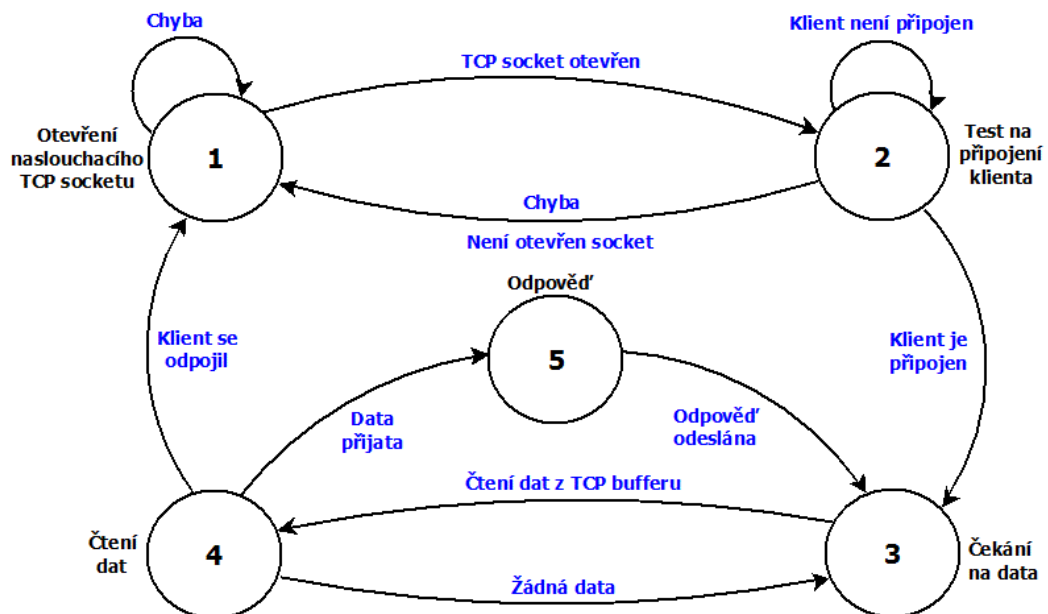 Chyba
Klient není připojen
TCP socket otevřen
Otevření
naslouchacího
TCP socketu
1
2
Test na
připojení
klienta
Chyba
Není otevřen socket
Odpověď
5
Klient se
odpojil
Klient je
připojen
Data
přijata
Odpověď
odeslána
Čtení dat z TCP bufferu
Čtení
dat
4
3
Čekání
na data
Žádná data